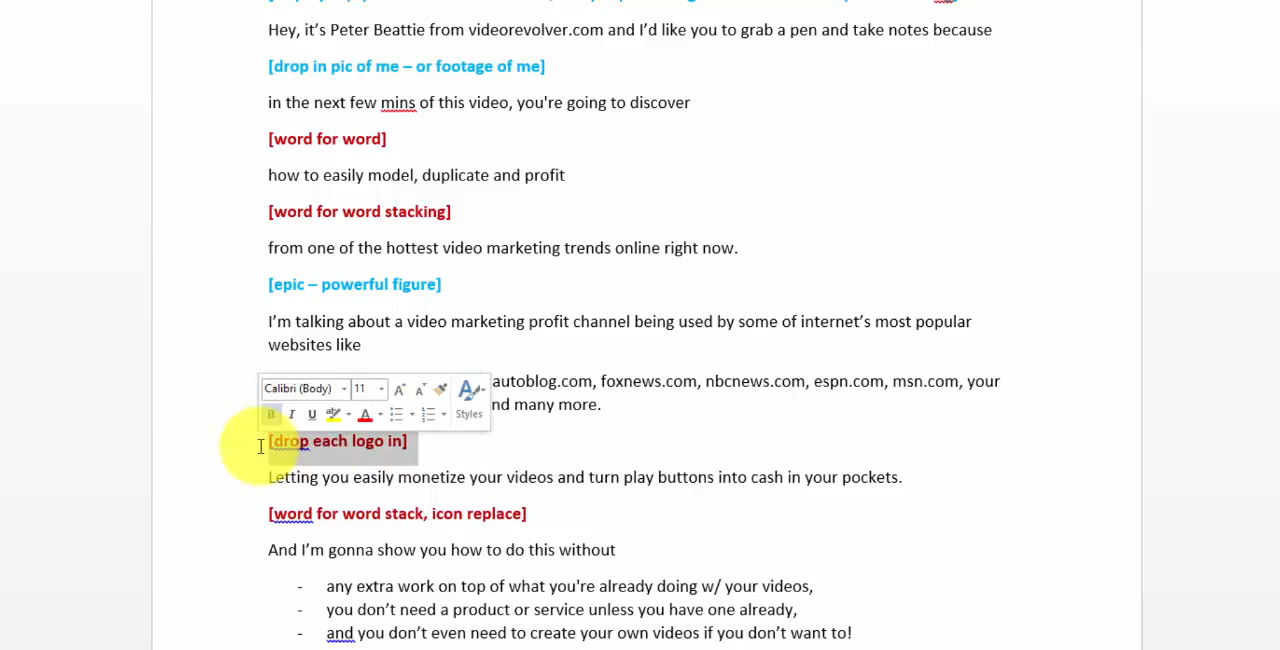 Hey, it’s Peter Beattie from videorevolver.com and I’d like you to grab a pen and take notes because
[drop in pic of me – or footage of me]
in the next few mins of this video, you're going to discover
[word for word]
how to easily model, duplicate and profit
[word for word stacking]
from one of the hottest video marketing trends online right now.
[epic – powerful figure]
I’m talking about a video marketing profit channel being used by some of internet’s most popular
websites like
autoblog.com, foxnews.com, nbcnews.com, espn.com, msn.com, your
Calibri (Body) 11 A A
and many more.
B I U ab A Styles
[drop each logo in]
Letting you easily monetize your videos and turn play buttons into cash in your pockets.
[word for word stack, icon replace]
And I’m gonna show you how to do this without
- any extra work on top of what you're already doing w/ your videos,
- you don’t need a product or service unless you have one already,
- and you don’t even need to create your own videos if you don’t want to!